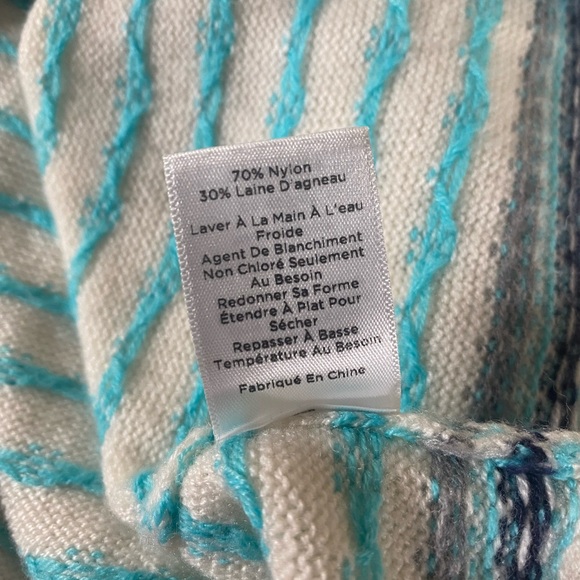 70% Nylon
30% Laine D'agneau
Laver À La Main À L'eau
Froide
Agent De Blanchiment
Non Chloré Seulement
Au Besoin
Redonner Sa Forme
Étendre À Plat Pour
Sécher
Repasser À Basse
Température Au Besoin
Fabriqué En Chine